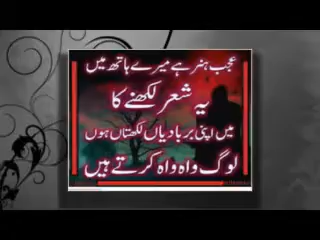 عجب ہنر ہے میرے ہاتھ میں
یہ شعر لکھنے کا
میں اپنی بربادیاں لکھتاں ہوں
لوگ واہ واہ کرتے ہیں